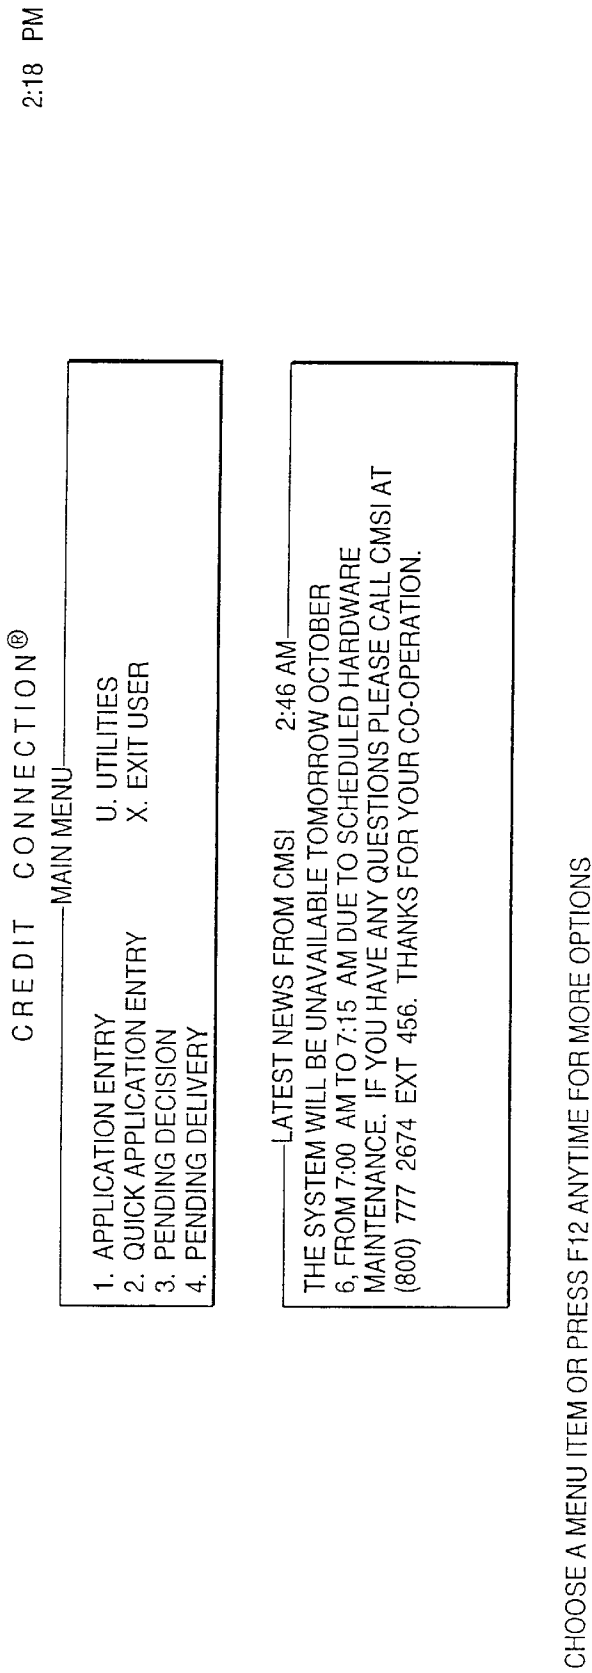 2:18 PM
CREDIT CONNECTION®
MAIN MENU
1. APPLICATION ENTRY U. UTILITIES
2. QUICK APPLICATION ENTRY X. EXIT USER
3. PENDING DECISION
4. PENDING DELIVERY
LATEST NEWS FROM CMSI 2:46 AM
THE SYSTEM WILL BE UNAVAILABLE TOMORROW OCTOBER
6, FROM 7:00 AM TO 7:15 AM DUE TO SCHEDULED HARDWARE
MAINTENANCE. IF YOU HAVE ANY QUESTIONS PLEASE CALL CMSI AT
(800) 777 2674 EXT 456. THANKS FOR YOUR CO-OPERATION.
CHOOSE A MENU ITEM OR PRESS F12 ANYTIME FOR MORE OPTIONS